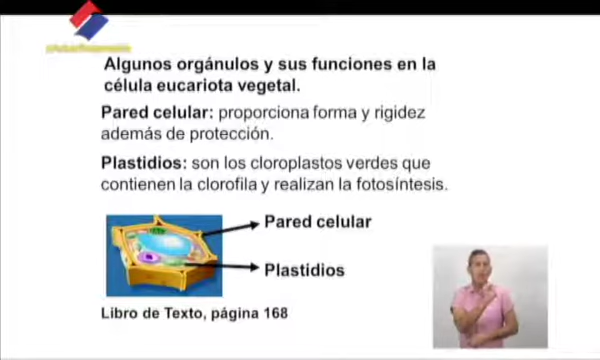 Algunos orgánulos y sus funciones en la
célula eucariota vegetal.
Pared celular: proporciona forma y rigidez
además de protección.
Plastidios: son los cloroplastos verdes que
contienen la clorofila y realizan la fotosíntesis.
Pared celular
Plastidios
Libro de Texto, página 168